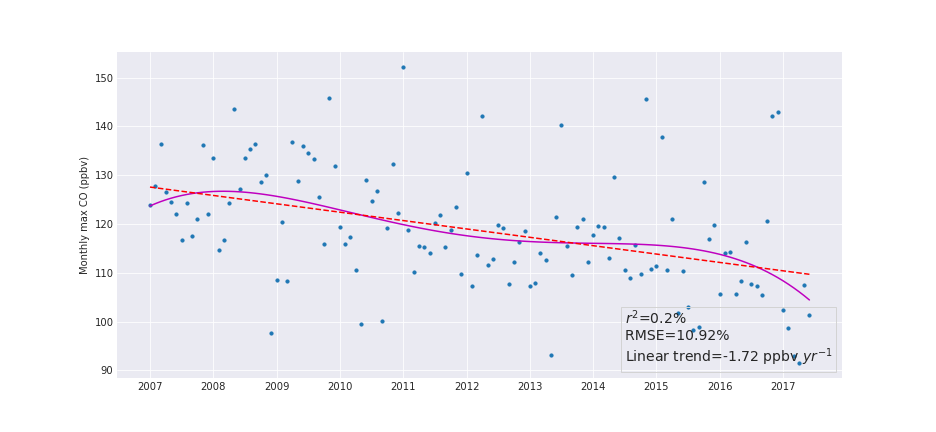 150
140
130
120
110
100
90
Monthly max CO (ppbv)
r²=0.2%
RMSE=10.92%
Linear trend=-1.72 ppbv yr⁻¹
2007 2008 2009 2010 2011 2012 2013 2014 2015 2016 2017